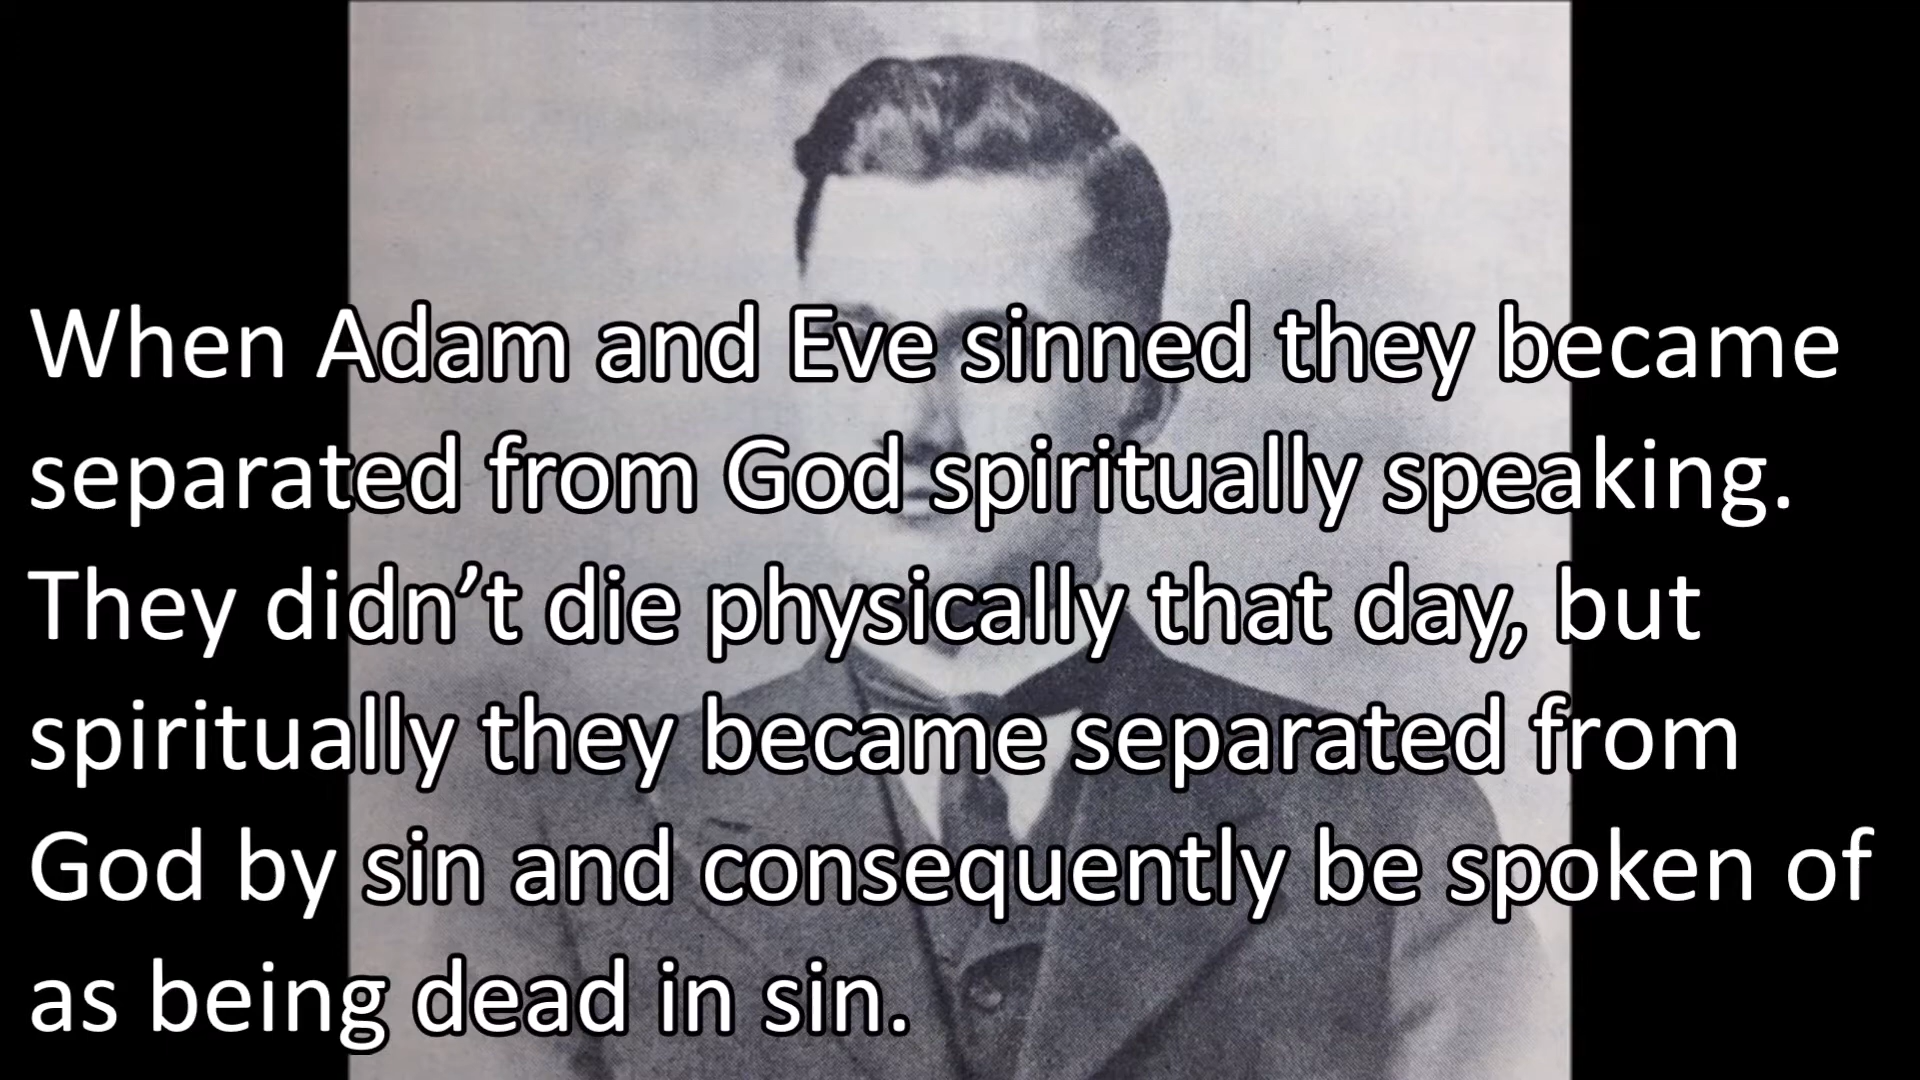 When Adam and Eve sinned they became
separated from God spiritually speaking.
They didn’t die physically that day, but
spiritually they became separated from
God by sin and consequently be spoken of
as being dead in sin.